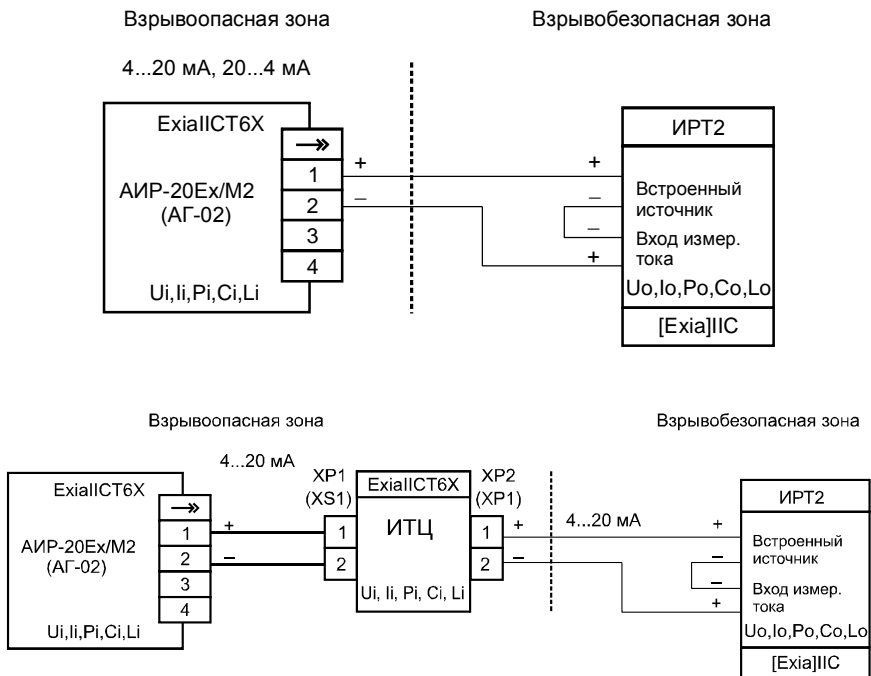 Взрывоопасная зона
Взрывобезопасная зона
4...20 мА, 20...4 мА
ExiaIICT6X
ИРТ2
1
+
+
АИР-20Ex/M2
(АГ-02)
2
–
–
Встроенный
источник
3
–
Вход измер.
тока
4
+
Ui,Ii,Pi,Ci,Li
Uo,Io,Po,Co,Lo
[Exia]IIC
Взрывоопасная зона
Взрывобезопасная зона
4...20 мА
XP1
(XS1)
ExiaIICT6X
XP2
(XP1)
ExiaIICT6X
ИРТ2
1
+
1
ИТЦ
1
+
4...20 мА
+
АИР-20Ex/M2
(АГ-02)
2
–
2
2
–
–
Встроенный
источник
3
Ui, Ii, Pi, Ci, Li
–
Вход измер.
тока
4
+
Ui,Ii,Pi,Ci,Li
Uo,Io,Po,Co,Lo
[Exia]IIC